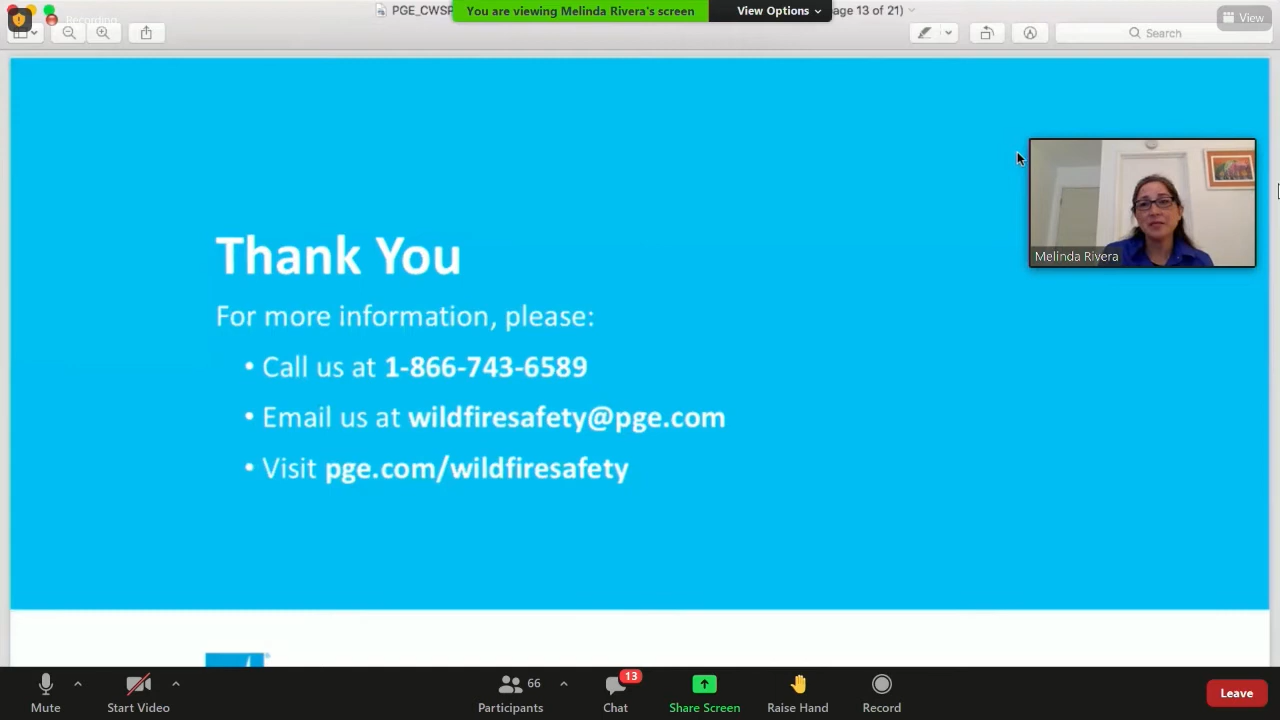 Recording
PGE_CWSP
You are viewing Melinda Rivera's screen
View Options
age 13 of 21)
View
Search
Thank You
For more information, please:
• Call us at 1-866-743-6589
• Email us at wildfiresafety@pge.com
• Visit pge.com/wildfiresafety
Melinda Rivera
66
13
Mute
Start Video
Participants
Chat
Share Screen
Raise Hand
Record
Leave